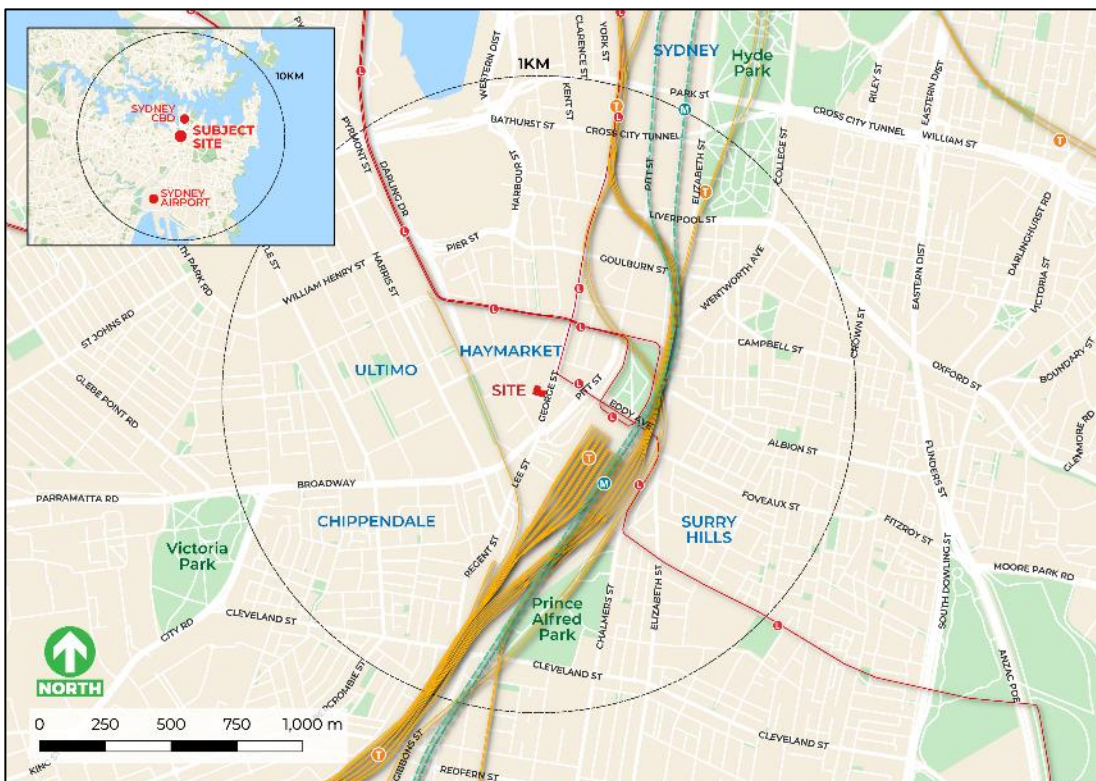 10KM
SYDNEY
CBD
SUBJECT
SITE
SYDNEY
AIRPORT
1KM
SYDNEY
Hyde
Park
WESTERN DIST
CLARENCE ST
YORK ST
KENT ST
PARK ST
RILEY ST
EASTERN DIST
BATHURST ST
CROSS CITY TUNNEL
CROSS CITY TUNNEL
WILLIAM ST
PYRMONT ST
DARLING DR
HARBOUR ST
PITT ST
ELIZABETH ST
COLLEGE ST
LIVERPOOL ST
PIER ST
GOULBURN ST
WENTWORTH AVE
EASTERN DIST
DARLINGHURST RD
VICTORIA ST
WILLIAM HENRY ST
HARRIS ST
ST JOHNS RD
GLEBE POINT RD
ULTIMO
HAYMARKET
SITE
GEORGE ST
PITT ST
EDDY AVE
CAMPBELL ST
CROWN ST
OXFORD ST
BOUNDARY ST
GLENMORE RD
ALBION ST
FLINDERS ST
LEE ST
PARRAMATTA RD
BROADWAY
FOVEAUX ST
FITZROY ST
CHIPPENDALE
SURRY
HILLS
REGENT ST
Victoria
Park
MOORE PARK RD
SOUTH DOWLING ST
Prince
Alfred
Park
CHALMERS ST
ELIZABETH ST
CLEVELAND ST
CITY RD
CLEVELAND ST
ANZAC PDE
NORTH
0 250 500 750 1,000 m
GIBBONS ST
REDFERN ST
CLEVELAND ST
L
T
M